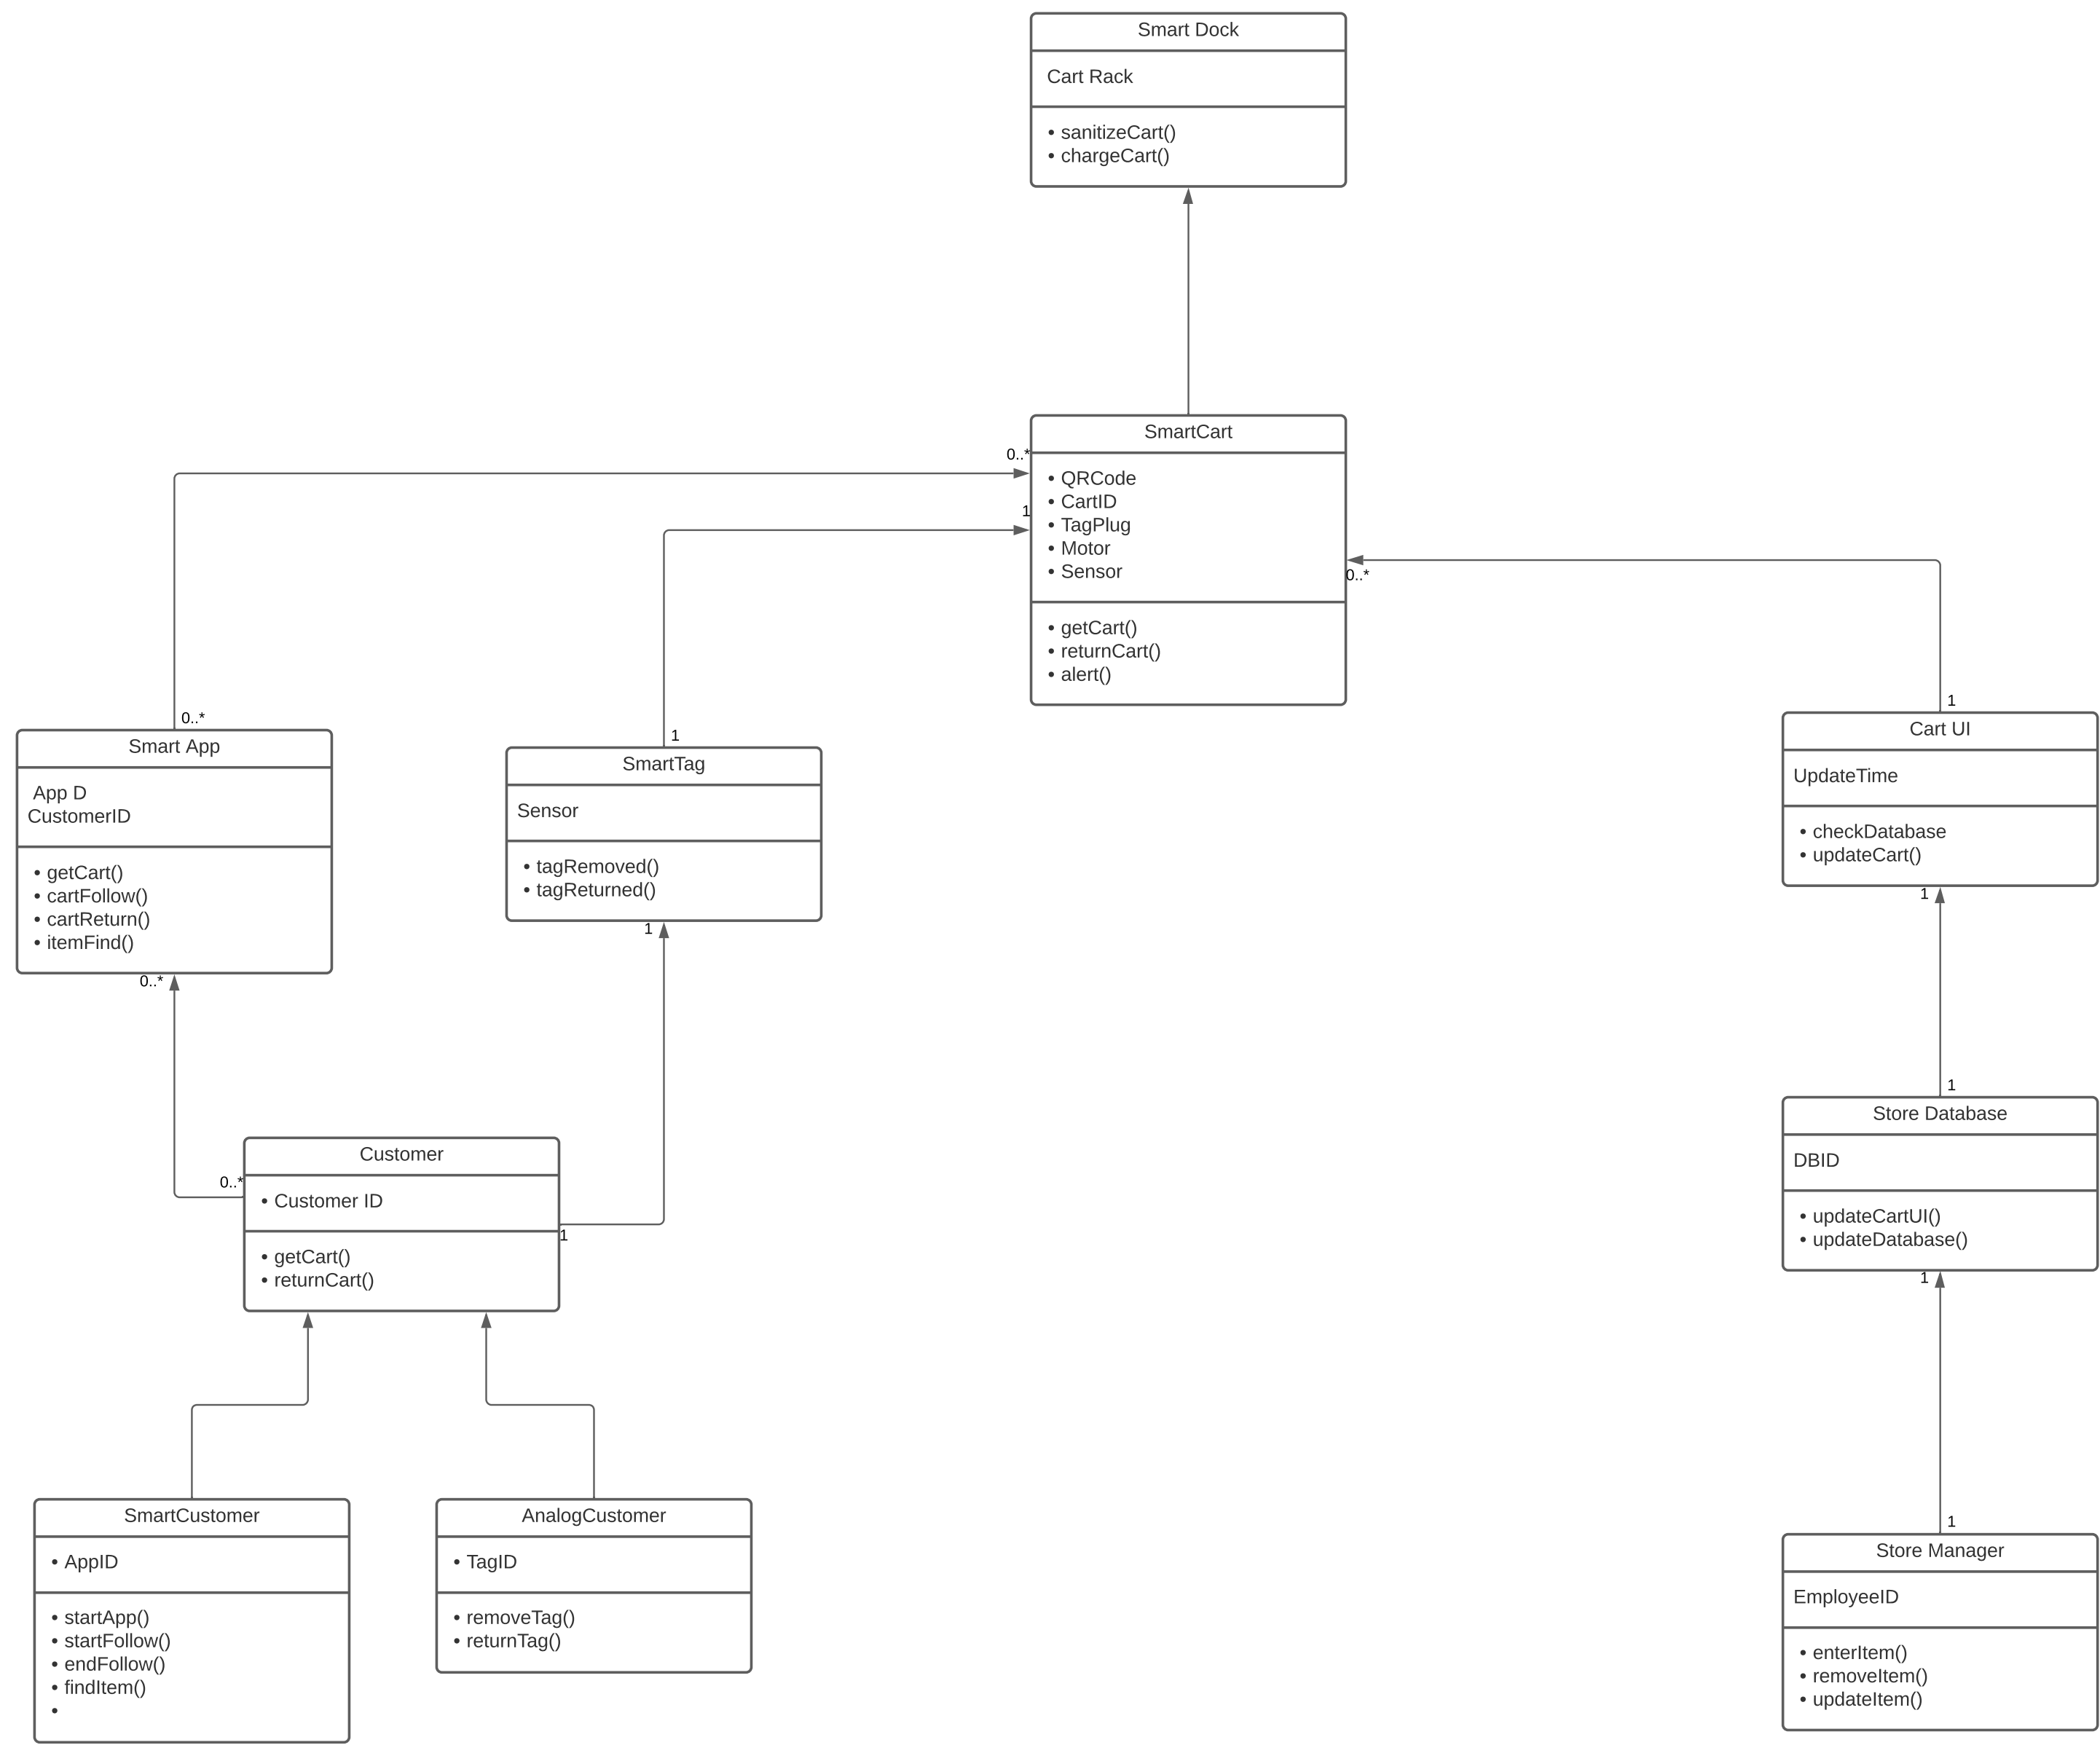 Smart Dock
Cart Rack
• sanitizeCart()
• chargeCart()
SmartCart
• QRCode
• CartID
• TagPlug
• Motor
• Sensor
• getCart()
• returnCart()
• alert()
0..*
1
0..*
0..*
1
1
Smart App
App D
CustomerID
• getCart()
• cartFollow()
• cartReturn()
• itemFind()
0..*
SmartTag
Sensor
• tagRemoved()
• tagReturned()
1
Cart UI
UpdateTime
• checkDatabase
• updateCart()
1
1
Customer
• Customer ID
• getCart()
• returnCart()
0..*
1
Store Database
DBID
• updateCartUI()
• updateDatabase()
1
1
SmartCustomer
• AppID
• startApp()
• startFollow()
• endFollow()
• findItem()
•
AnalogCustomer
• TagID
• removeTag()
• returnTag()
Store Manager
EmployeeID
• enterItem()
• removeItem()
• updateItem()